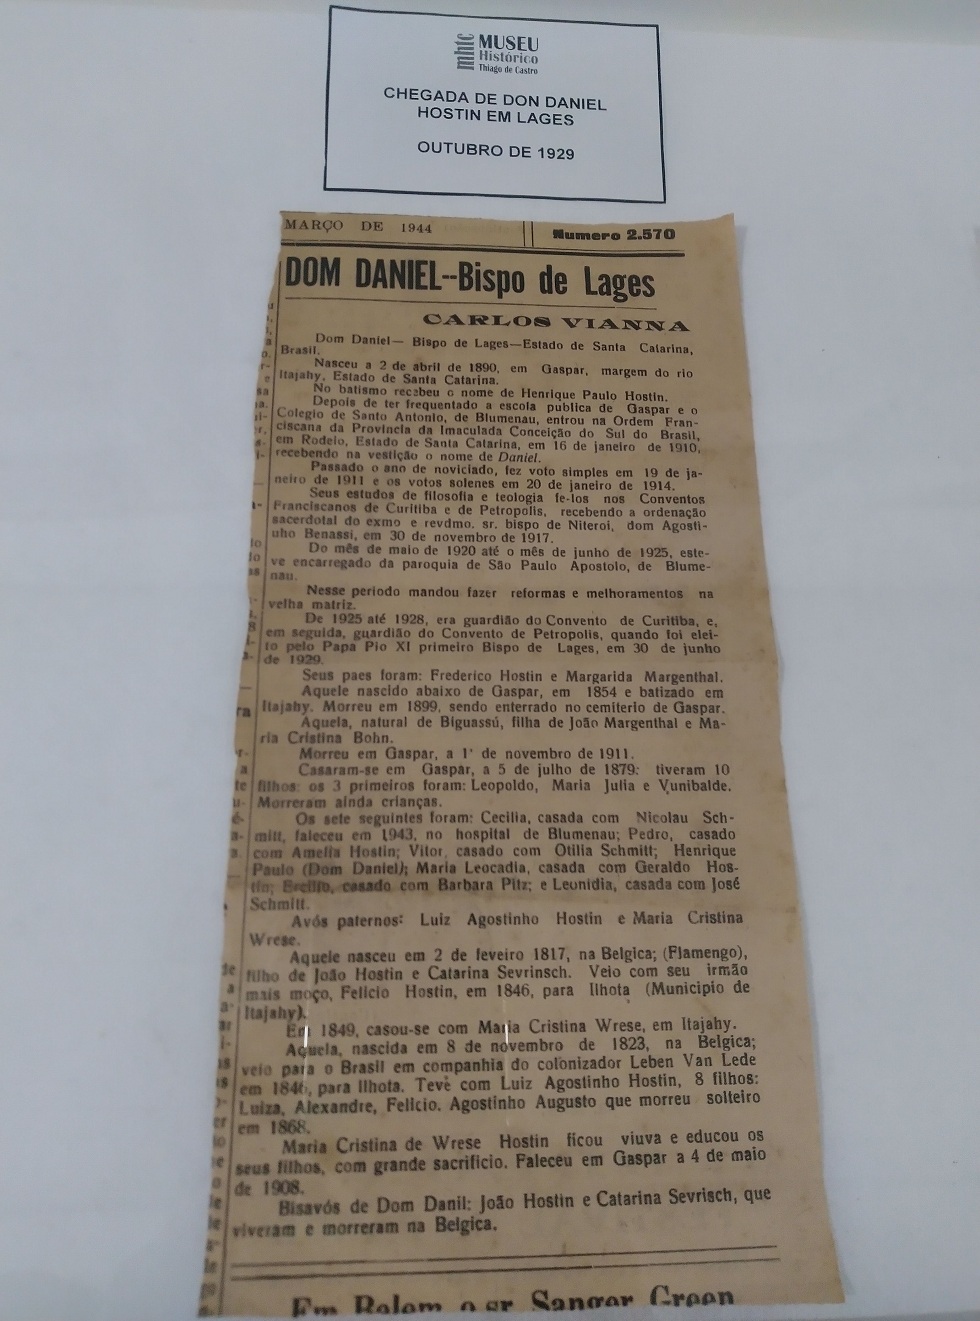 mhtc
MUSEU
Histórico
Thiago de Castro
CHEGADA DE DON DANIEL
HOSTIN EM LAGES
OUTUBRO DE 1929
MARÇO DE 1944
Numero 2.570
DOM DANIEL--Bispo de Lages
CARLOS VIANNA
Dom Daniel— Bispo de Lages—Estado de Santa Catarina,
Brasil.
Nasceu a 2 de abril de 1890, em Gaspar, margem do rio
Itajahy, Estado de Santa Catarina.
No batismo recebeu o nome de Henrique Paulo Hostin.
Depois de ter frequentado a escola publica de Gaspar e o
Colegio de Santo Antonio, de Blumenau, entrou na Ordem Fran-
ciscana da Provincia da Imaculada Conceição do Sul do Brasil,
em Rodeio, Estado de Santa Catarina, em 16 de janeiro de 1910,
recebendo na vestição o nome de Daniel.
Passado o ano de noviciado, fez voto simples em 19 de ja-
neiro de 1911 e os votos solenes em 20 de janeiro de 1914.
Seus estudos de filosofia e teologia fe-los nos Conventos
Franciscanos de Curitiba e de Petropolis, recebendo a ordenação
sacerdotal do exmo e revdmo. sr. bispo de Niteroi, dom Agosti-
uho Benassi, em 30 de novembro de 1917.
Do mês de maio de 1920 até o mês de junho de 1925, este-
ve encarregado da paroquia de São Paulo Apostolo, de Blume-
nau.
Nesse periodo mandou fazer reformas e melhoramentos na
velha matriz.
De 1925 até 1928, era guardião do Convento de Curitiba, e,
em seguida, guardião do Convento de Petropolis, quando foi elei-
to pelo Papa Pio XI primeiro Bispo de Lages, em 30 de junho
de 1929.
Seus paes foram: Frederico Hostin e Margarida Margenthal.
Aquele nascido abaixo de Gaspar, em 1854 e batizado em
Itajahy. Morreu em 1899, sendo enterrado no cemiterio de Gaspar.
Aquela, natural de Biguassú, filha de João Margenthal e Ma-
ria Cristina Bohn.
Morreu em Gaspar, a 1' de novembro de 1911.
Casaram-se em Gaspar, a 5 de julho de 1879: tiveram 10
filhos: os 3 primeiros foram: Leopoldo, Maria Julia e Vunibalde.
Morreram ainda crianças.
Os sete seguintes foram: Cecilia, casada com Nicolau Sch-
mitt, faleceu em 1943, no hospital de Blumenau; Pedro, casado
com Amelia Hostin; Vitor, casado com Otilia Schmitt; Henrique
Paulo (Dom Daniel); Maria Leocadia, casada com Geraldo Hos-
tin; Ercilio, casado com Barbara Pitz; e Leonidia, casada com José
Schmitt.
Avós paternos: Luiz Agostinho Hostin e Maria Cristina
Wrese.
Aquele nasceu em 2 de feveiro 1817, na Belgica; (Flamengo),
filho de João Hostin e Catarina Sevrinsch. Veio com seu irmão
mais moço, Felicio Hostin, em 1846, para Ilhota (Municipio de
Itajahy).
Em 1849, casou-se com Maria Cristina Wrese, em Itajahy.
Aquela, nascida em 8 de novembro de 1823, na Belgica;
veio para o Brasil em companhia do colonizador Leben Van Lede
em 1846, para Ilhota. Teve com Luiz Agostinho Hostin, 8 filhos:
Luiza, Alexandre, Felicio. Agostinho Augusto que morreu solteiro
em 1868.
Maria Cristina de Wrese Hostin ficou viuva e educou os
seus filhos, com grande sacrificio. Faleceu em Gaspar a 4 de maio
de 1908.
Bisavós de Dom Danil: João Hostin e Catarina Sevrisch, que
viveram e morreram na Belgica.
Em Belem o sr. Sanger Green